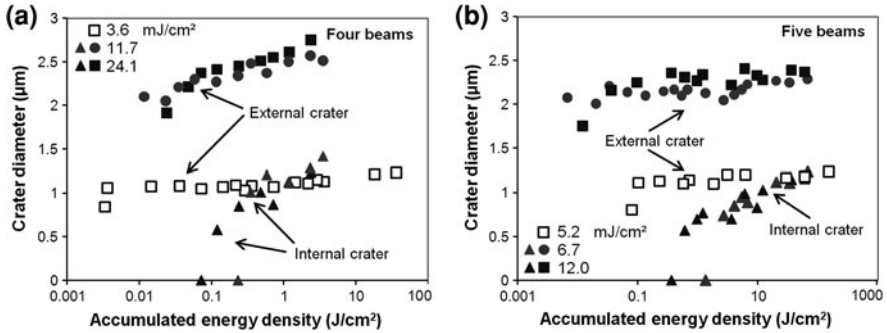 (a)
3.6 mJ/cm²
11.7
24.1
Four beams
External crater
Internal crater
Crater diameter (µm)
3
2.5
2
1.5
1
0.5
0
0.001 0.01 0.1 1 10 100
Accumulated energy density (J/cm²)
(b)
Five beams
External crater
Internal crater
5.2 mJ/cm²
6.7
12.0
Crater diameter (µm)
3
2.5
2
1.5
1
0.5
0
0.001 0.1 10 1000
Accumulated energy density (J/cm²)